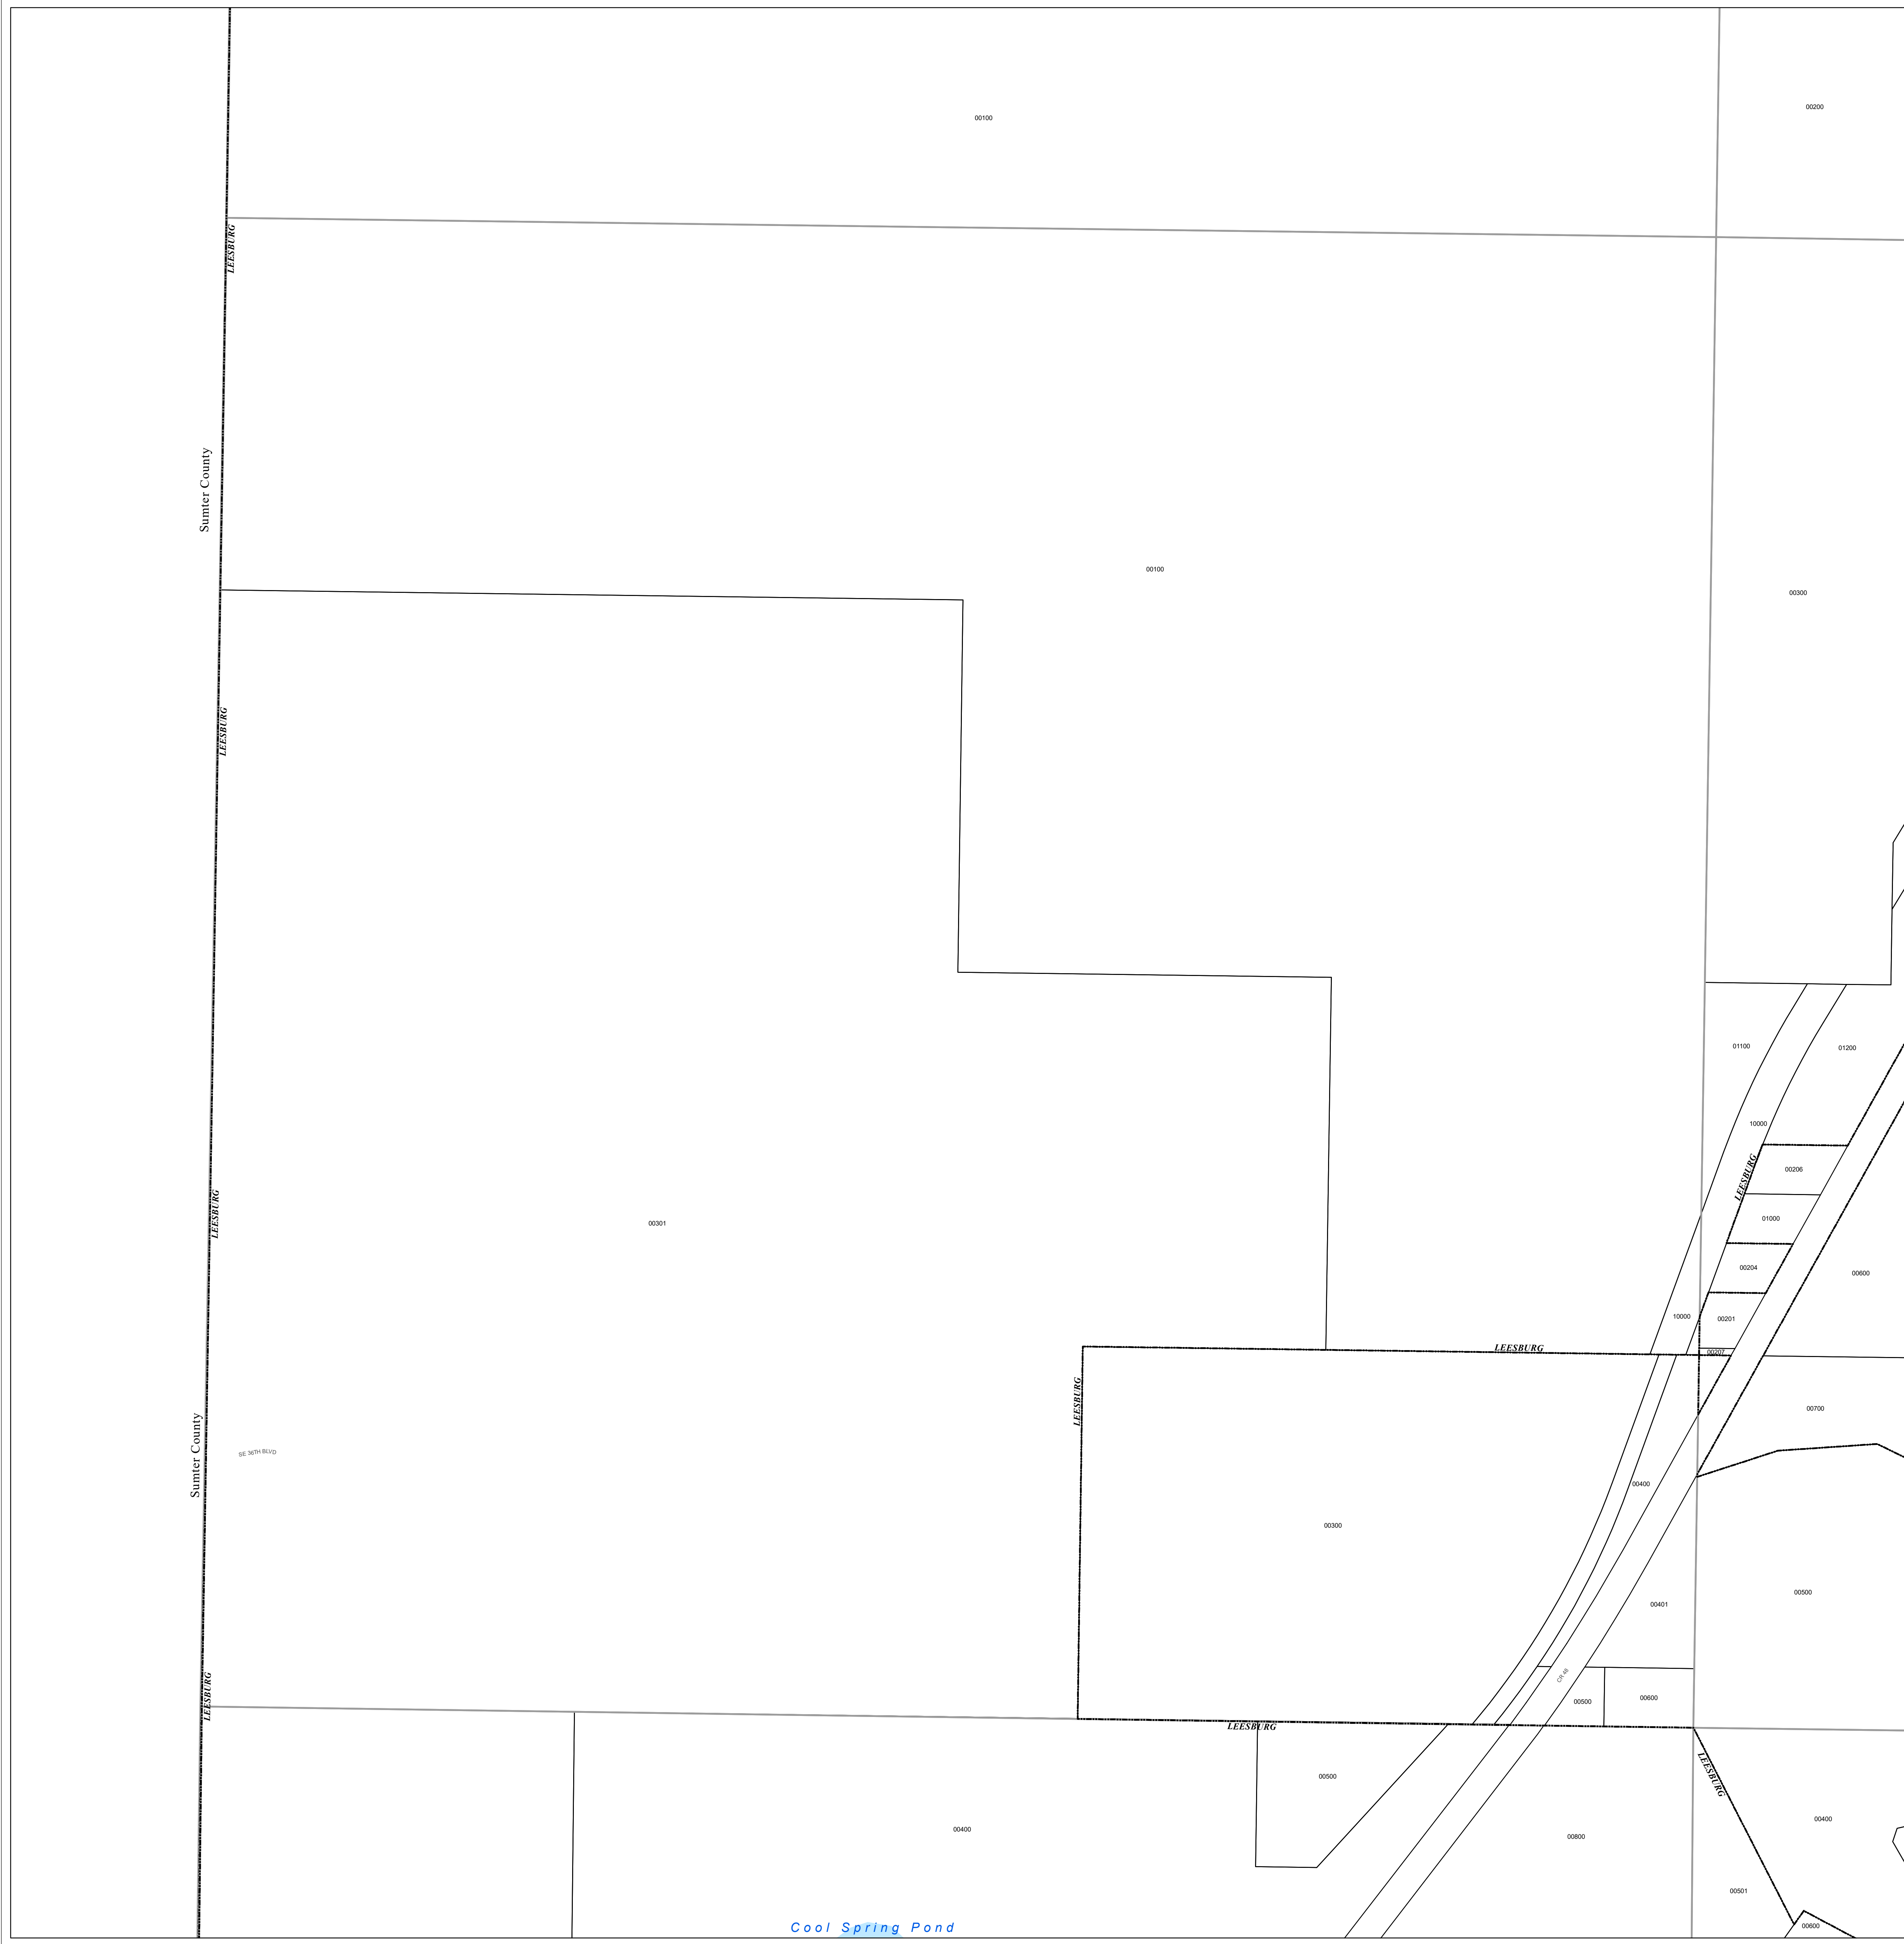 00200
00100
LEESBURG
Sumter County
00100
00300
LEESBURG
01100
01200
10000
LEESBURG
00206
LEESBURG
01000
00301
00204
00600
10000
00201
LEESBURG
00207
LEESBURG
00700
Sumter County
SE 36TH BLVD
00400
00300
00500
00401
CR 48
LEESBURG
00500
00600
LEESBURG
00500
LEESBURG
00400
00400
00800
00501
Cool Spring Pond
00600